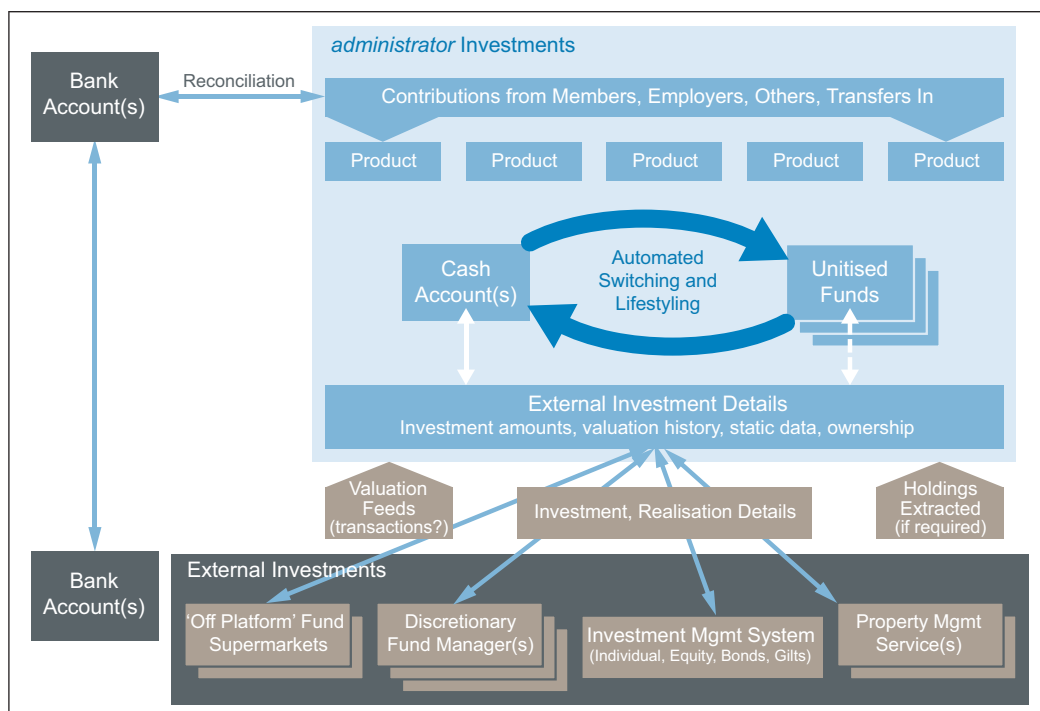 administrator Investments
Bank
Account(s)
Reconciliation
Contributions from Members, Employers, Others, Transfers In
Product
Product
Product
Product
Product
Cash
Account(s)
Automated
Switching and
Lifestyling
Unitised
Funds
External Investment Details
Investment amounts, valuation history, static data, ownership
Valuation
Feeds
(transactions?)
Investment, Realisation Details
Holdings
Extracted
(if required)
Bank
Account(s)
External Investments
‘Off Platform’ Fund
Supermarkets
Discretionary
Fund Manager(s)
Investment Mgmt System
(Individual, Equity, Bonds, Gilts)
Property Mgmt
Service(s)